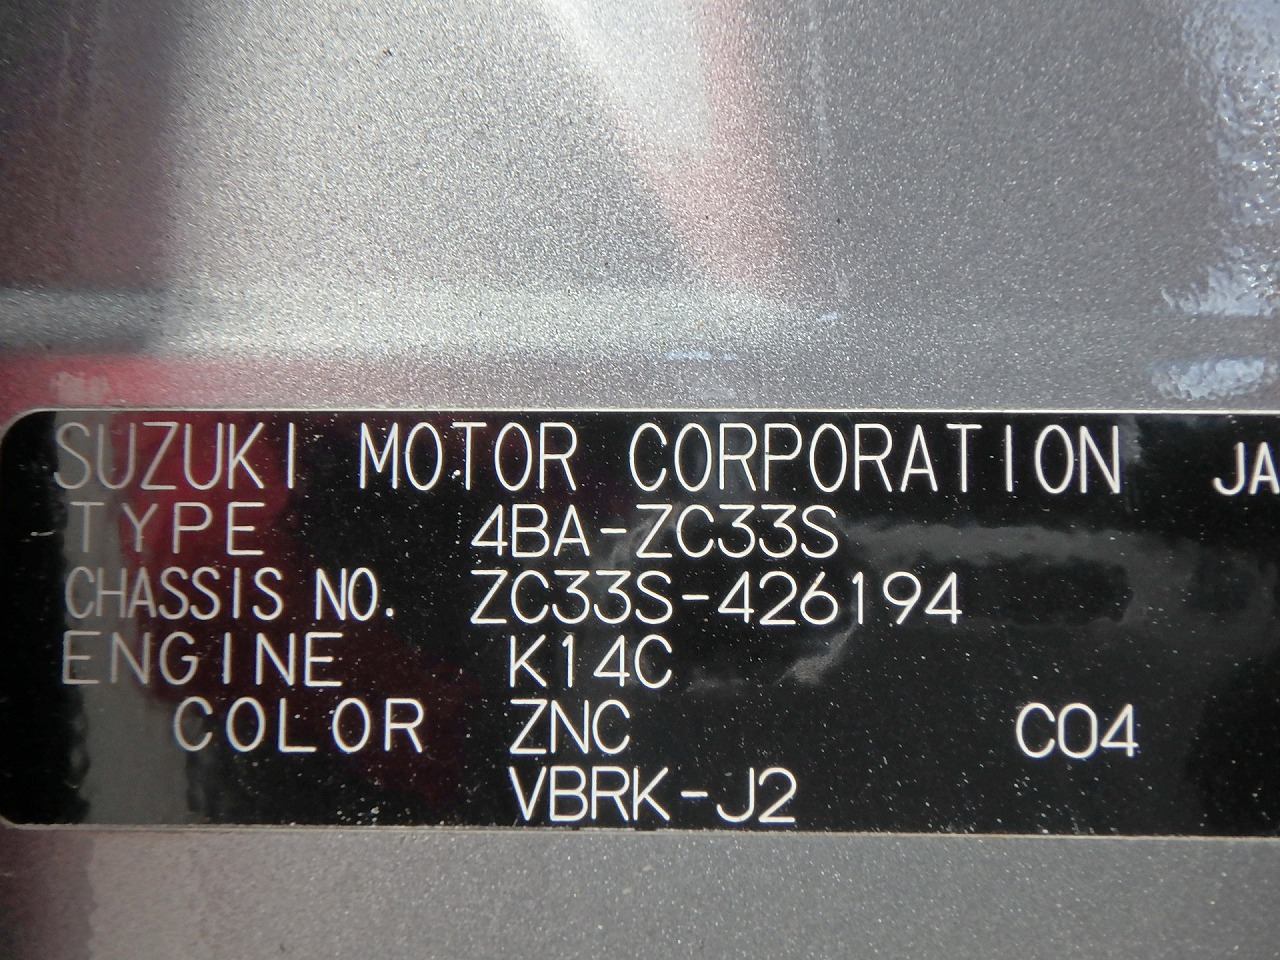 SUZUKI MOTOR CORPORATION JA
TYPE 4BA-ZC33S
CHASSIS NO. ZC33S-426194
ENGINE K14C
COLOR ZNC C04
VBRK-J2